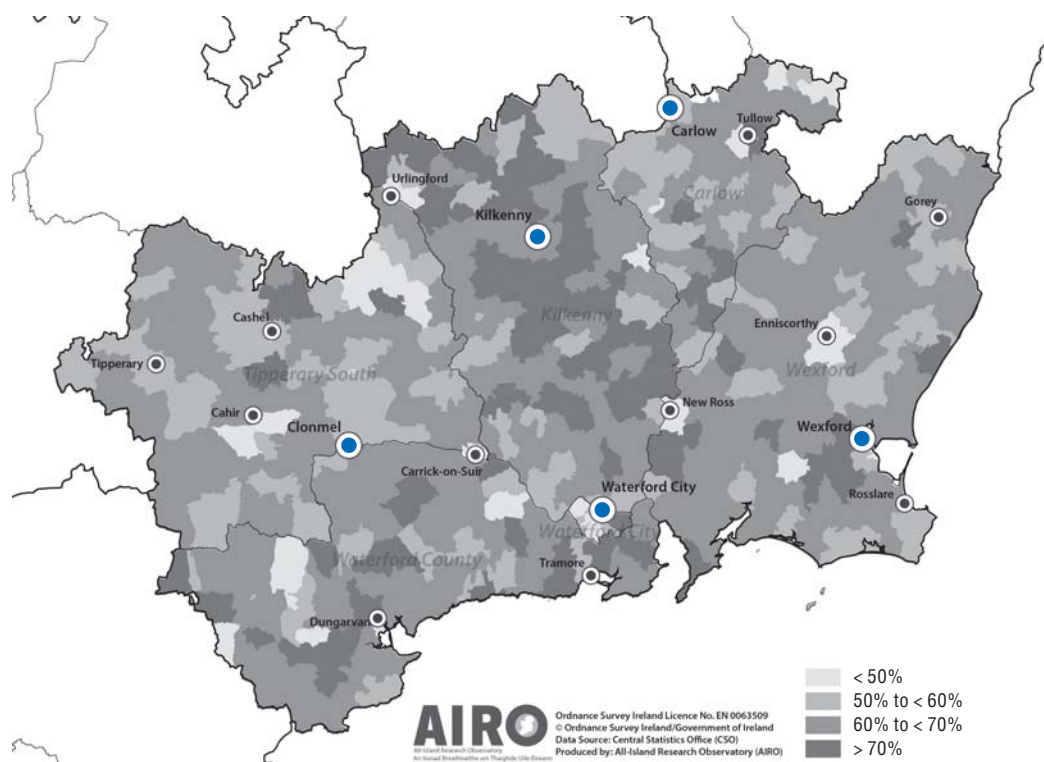 Carlow
Tullow
Urlingford
Carlow
Kilkenny
Gorey
Kilkenny
Cashel
Enniscorthy
Tipperary
Tipperary South
Wexford
Cahir
New Ross
Clonmel
Wexford
Carrick-on-Suir
Waterford City
Rosslare
Waterford City
Waterford County
Tramore
Dungarvan
< 50%
50% to < 60%
60% to < 70%
> 70%
AIRO
All-Island Research Observatory
Ordnance Survey Ireland Licence No. EN 0063509
© Ordnance Survey Ireland/Government of Ireland
Data Source: Central Statistics Office (CSO)
Produced by: All-Island Research Observatory (AIRO)